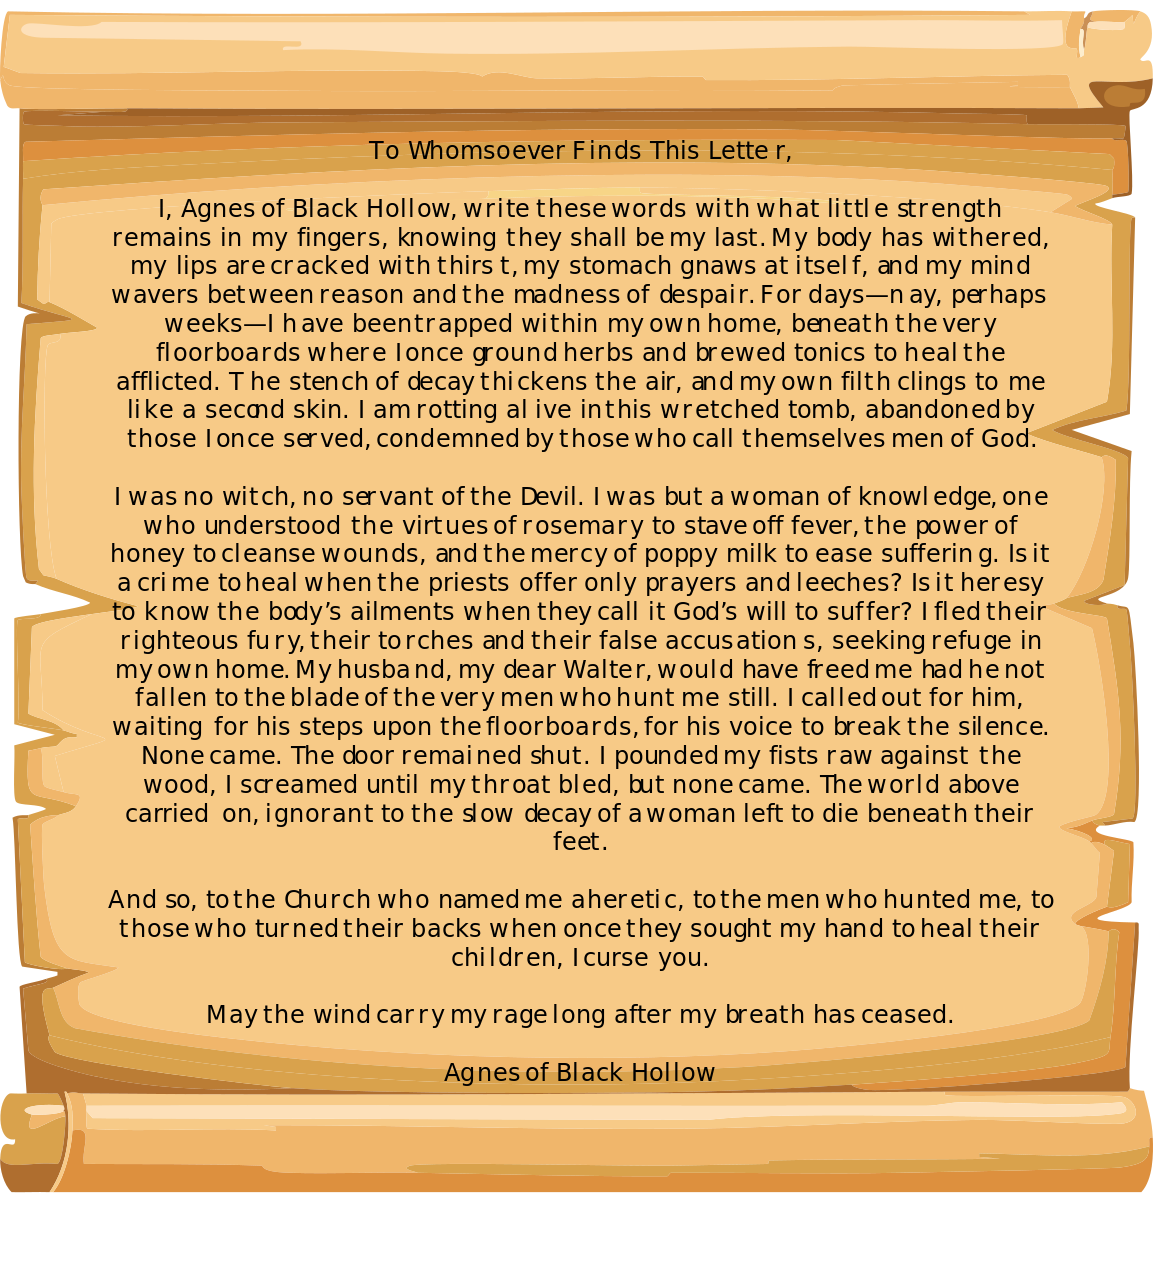 To Whomsoever Finds This Letter,
I, Agnes of Black Hollow, write these words with what little strength
remains in my fingers, knowing they shall be my last. My body has withered,
my lips are cracked with thirst, my stomach gnaws at itself, and my mind
wavers between reason and the madness of despair. For days—nay, perhaps
weeks—I have been trapped within my own home, beneath the very
floorboards where I once ground herbs and brewed tonics to heal the
afflicted. The stench of decay thickens the air, and my own filth clings to me
like a second skin. I am rotting alive in this wretched tomb, abandoned by
those I once served, condemned by those who call themselves men of God.
I was no witch, no servant of the Devil. I was but a woman of knowledge, one
who understood the virtues of rosemary to stave off fever, the power of
honey to cleanse wounds, and the mercy of poppy milk to ease suffering. Is it
a crime to heal when the priests offer only prayers and leeches? Is it heresy
to know the body’s ailments when they call it God’s will to suffer? I fled their
righteous fury, their torches and their false accusations, seeking refuge in
my own home. My husband, my dear Walter, would have freed me had he not
fallen to the blade of the very men who hunt me still. I called out for him,
waiting for his steps upon the floorboards, for his voice to break the silence.
None came. The door remained shut. I pounded my fists raw against the
wood, I screamed until my throat bled, but none came. The world above
carried on, ignorant to the slow decay of a woman left to die beneath their
feet.
And so, to the Church who named me a heretic, to the men who hunted me, to
those who turned their backs when once they sought my hand to heal their
children, I curse you.
May the wind carry my rage long after my breath has ceased.
Agnes of Black Hollow